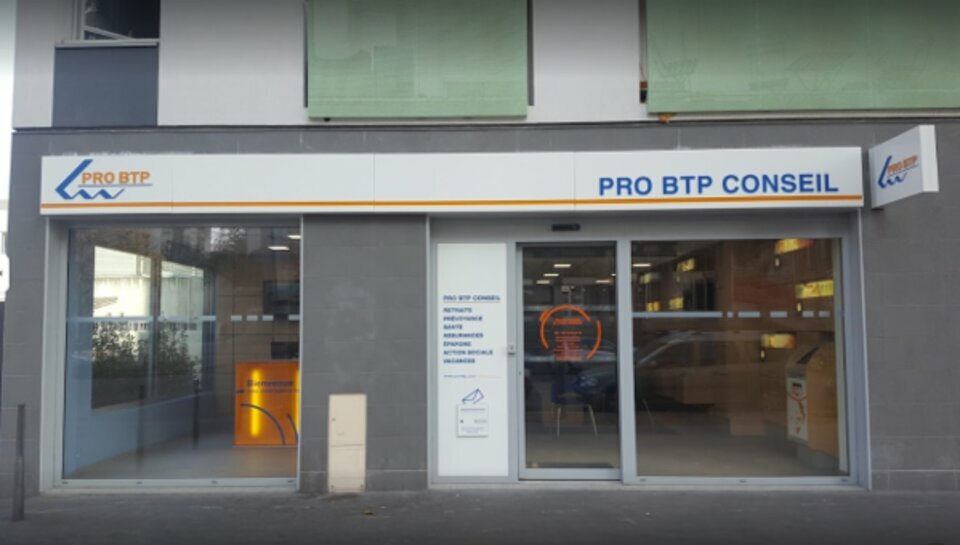 PRO BTP
PRO BTP CONSEIL
PRO BTP
PRO BTP CONSEIL
RETRAITE
PRÉVOYANCE
SANTÉ
ASSURANCES
ÉPARGNE
ACTION SOCIALE
VACANCES
Bienvenue